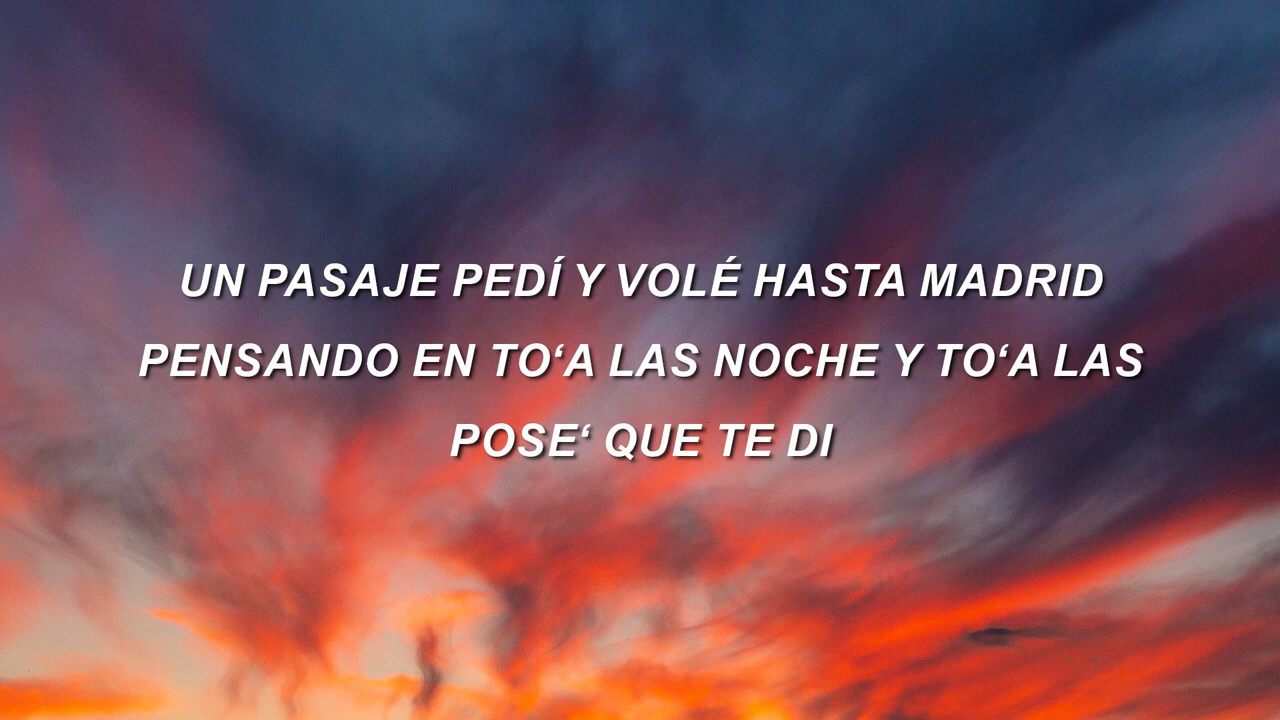 UN PASAJE PEDÍ Y VOLÉ HASTA MADRID
PENSANDO EN TO‘A LAS NOCHE Y TO‘A LAS
POSE‘ QUE TE DI